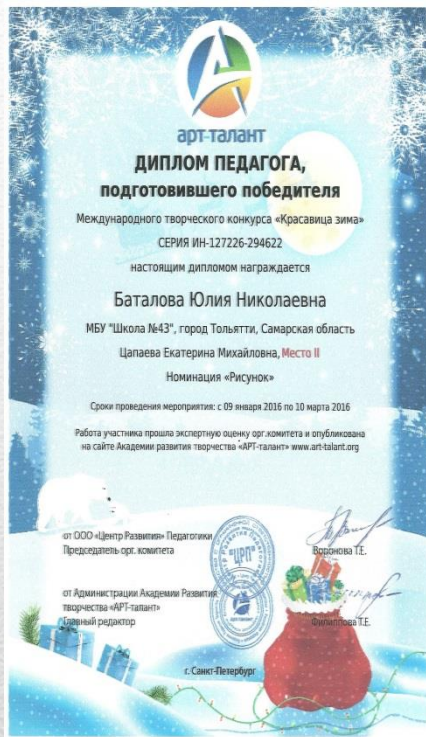 арт-талант
ДИПЛОМ ПЕДАГОГА,
подготовившего победителя
Международного творческого конкурса «Красавица зима»
СЕРИЯ ИН-127226-294622
настоящим дипломом награждается
Баталова Юлия Николаевна
МБУ "Школа №43", город Тольятти, Самарская область
Цапаева Екатерина Михайловна, Место II
Номинация «Рисунок»
Сроки проведения мероприятия: с 09 января 2016 по 10 марта 2016
Работа участника прошла экспертную оценку орг.комитета и опубликована
на сайте Академии развития творчества «АРТ-талант» www.art-talant.org
от ООО «Центр Развития» Педагогики
Председатель орг. комитета
Воронова Т.Е.
"ЦРП"
от Администрации Академии Развития
творчества «АРТ-талант»
Главный редактор
Филиппова Т.Е.
г. Санкт-Петербург